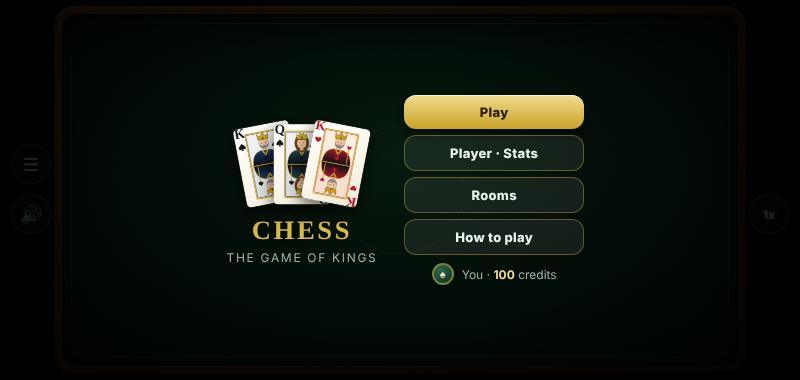 K
Q
K
K
CHESS
THE GAME OF KINGS
Play
Player · Stats
Rooms
How to play
You · 100 credits
1x